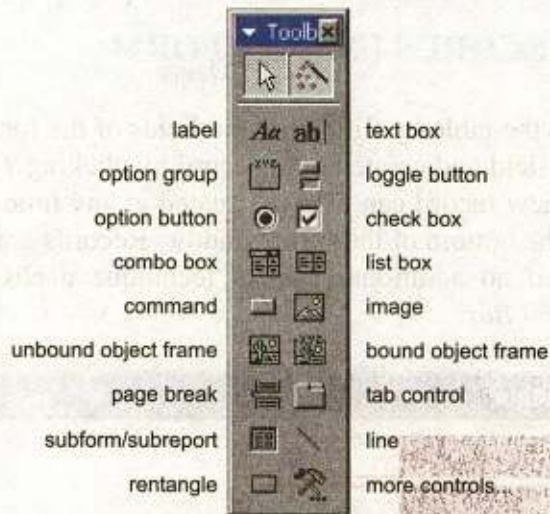 Toolb
Aa ab|
label text box
xyz
option group loggle button
option button check box
combo box list box
command image
unbound object frame bound object frame
page break tab control
subform/subreport line
rentangle more controls...